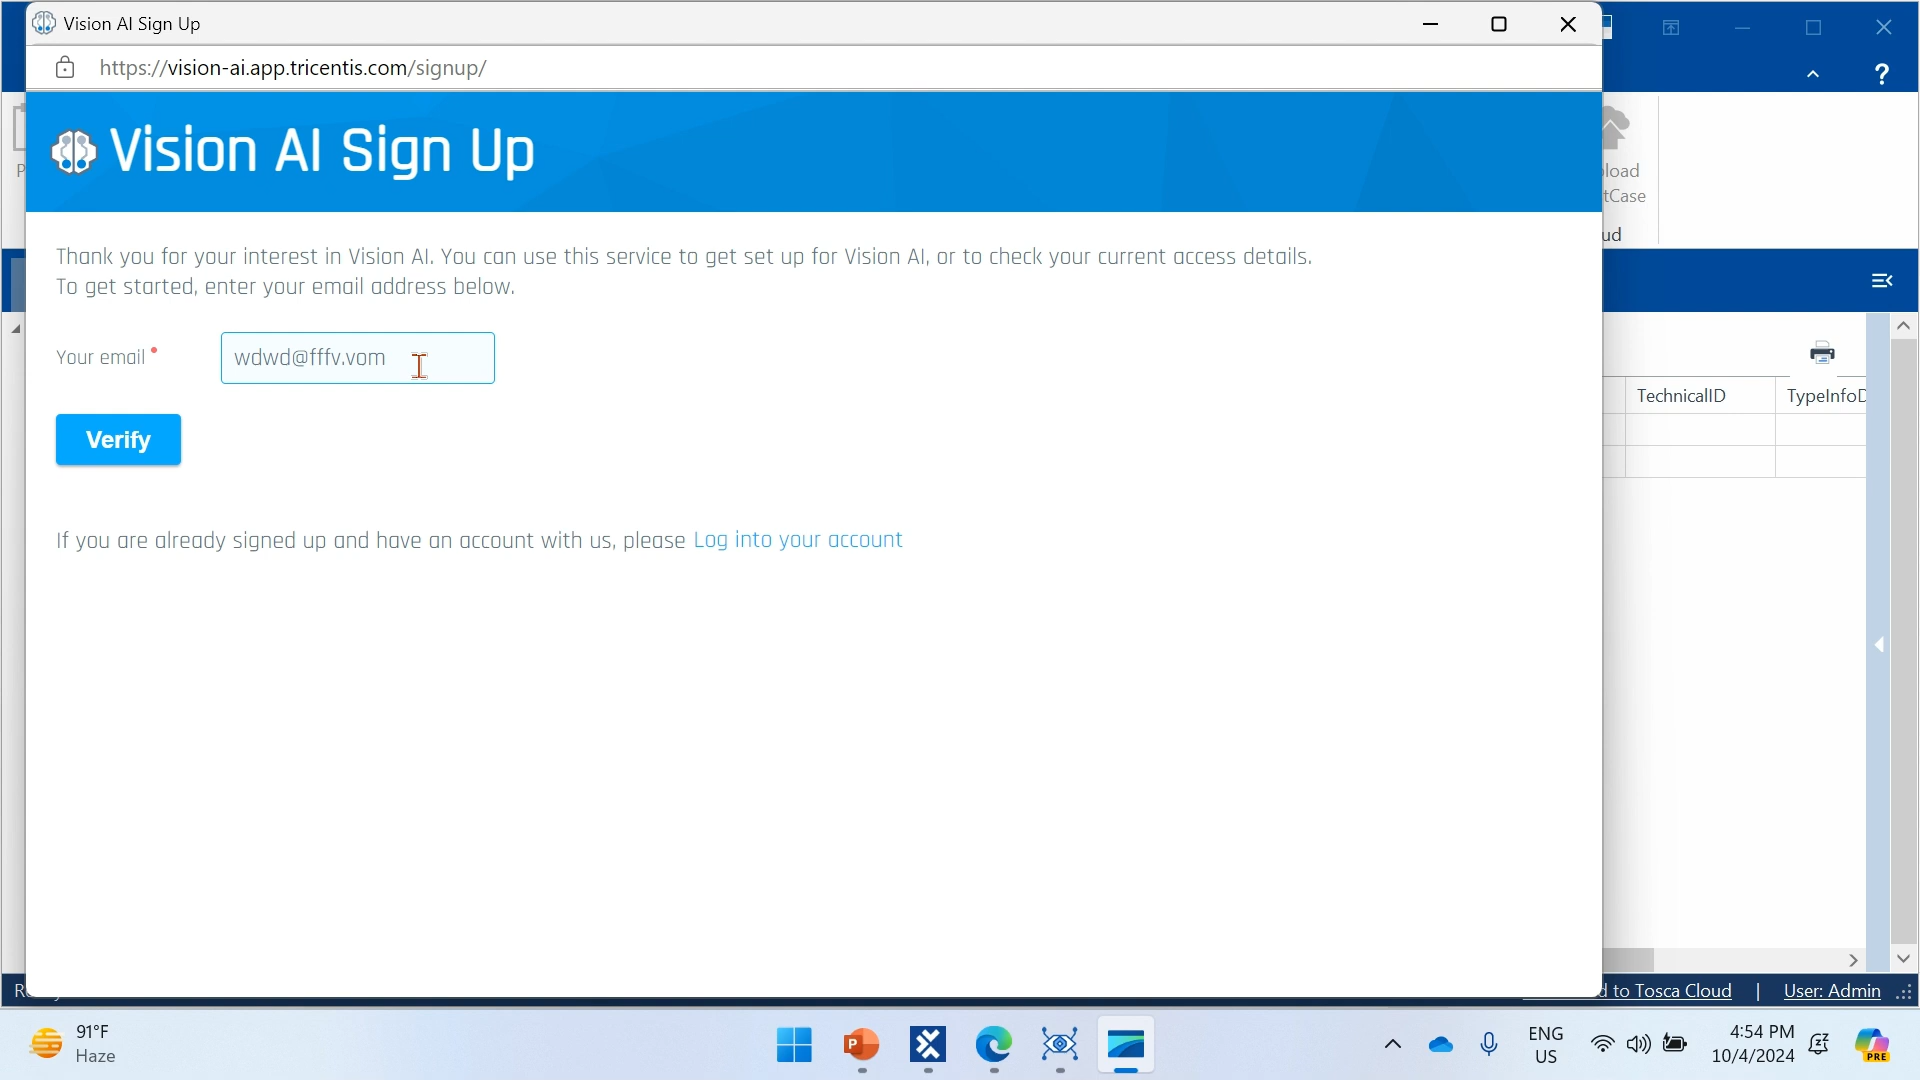 Vision AI Sign Up
https://vision-ai.app.tricentis.com/signup/
Vision AI Sign Up
Thank you for your interest in Vision AI. You can use this service to get set up for Vision AI, or to check your current access details.
To get started, enter your email address below.
Your email *
wdwd@fffv.vom
Verify
If you are already signed up and have an account with us, please Log into your account
?
P
load
tCase
ud
TechnicalID
TypeInfoD
d to Tosca Cloud | User: Admin
91°F
Haze
P
ENG
US
4:54 PM
10/4/2024
PRE